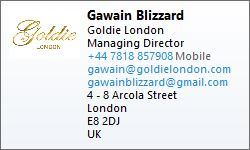 Goldie
LONDON
Gawain Blizzard
Goldie London
Managing Director
+44 7818 857908 Mobile
gawain@goldielondon.com
gawainblizzard@gmail.com
4 - 8 Arcola Street
London
E8 2DJ
UK